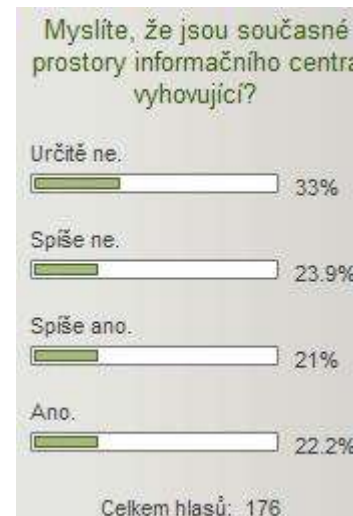 Myslíte, že jsou současné
prostory informačního centra
vyhovující?
Určitě ne.
33%
Spíše ne.
23.9%
Spíše ano.
21%
Ano.
22.2%
Celkem hlasů: 176